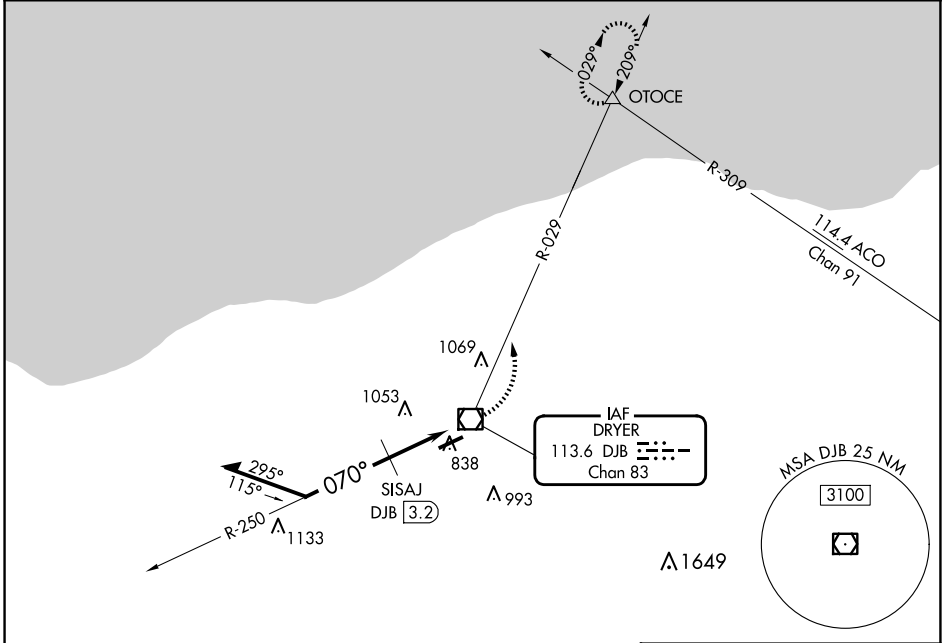 029°
209°
OTOCE
R-309
R-029
114.4 ACO
Chan 91
1069
1053
IAF
DRYER
113.6 DJB
Chan 83
838
295°
115°
070°
SISAJ
DJB 3.2
993
R-250
1133
MSA DJB 25 NM
3100
1649